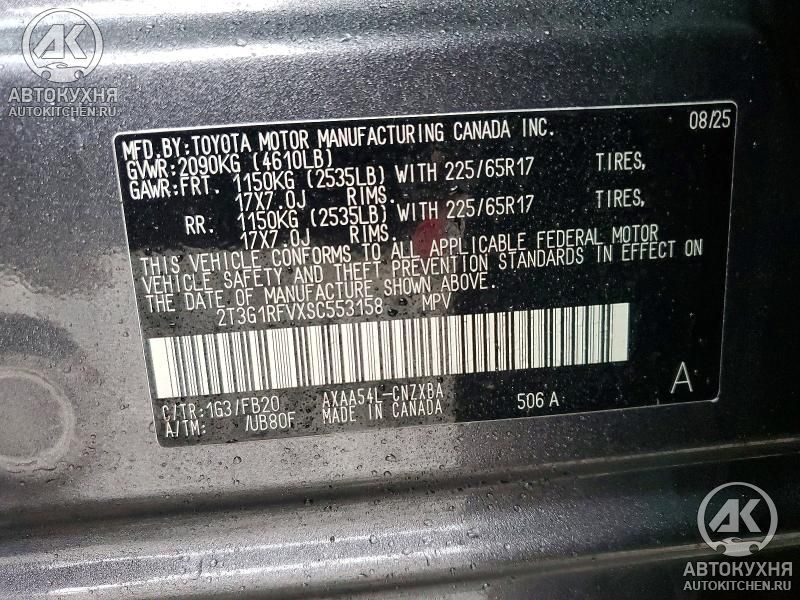 АК
АВТОКУХНЯ
AUTOKITCHEN.RU
MFD.BY:TOYOTA MOTOR MANUFACTURING CANADA INC. 08/25
GVWR:2090KG (4610LB)
GAWR:FRT. 1150KG (2535LB) WITH 225/65R17 TIRES,
17X7.0J RIMS.
RR. 1150KG (2535LB) WITH 225/65R17 TIRES,
17X7.0J RIMS.
THIS VEHICLE CONFORMS TO ALL APPLICABLE FEDERAL MOTOR
VEHICLE SAFETY AND THEFT PREVENTION STANDARDS IN EFFECT ON
THE DATE OF MANUFACTURE SHOWN ABOVE.
2T3G1RFVXSC553158 MPV
C/TR:1G3/FB20 AXAA54L-CNZXBA
A/TM: /UB80F MADE IN CANADA 506 A A
АК
АВТОКУХНЯ
AUTOKITCHEN.RU